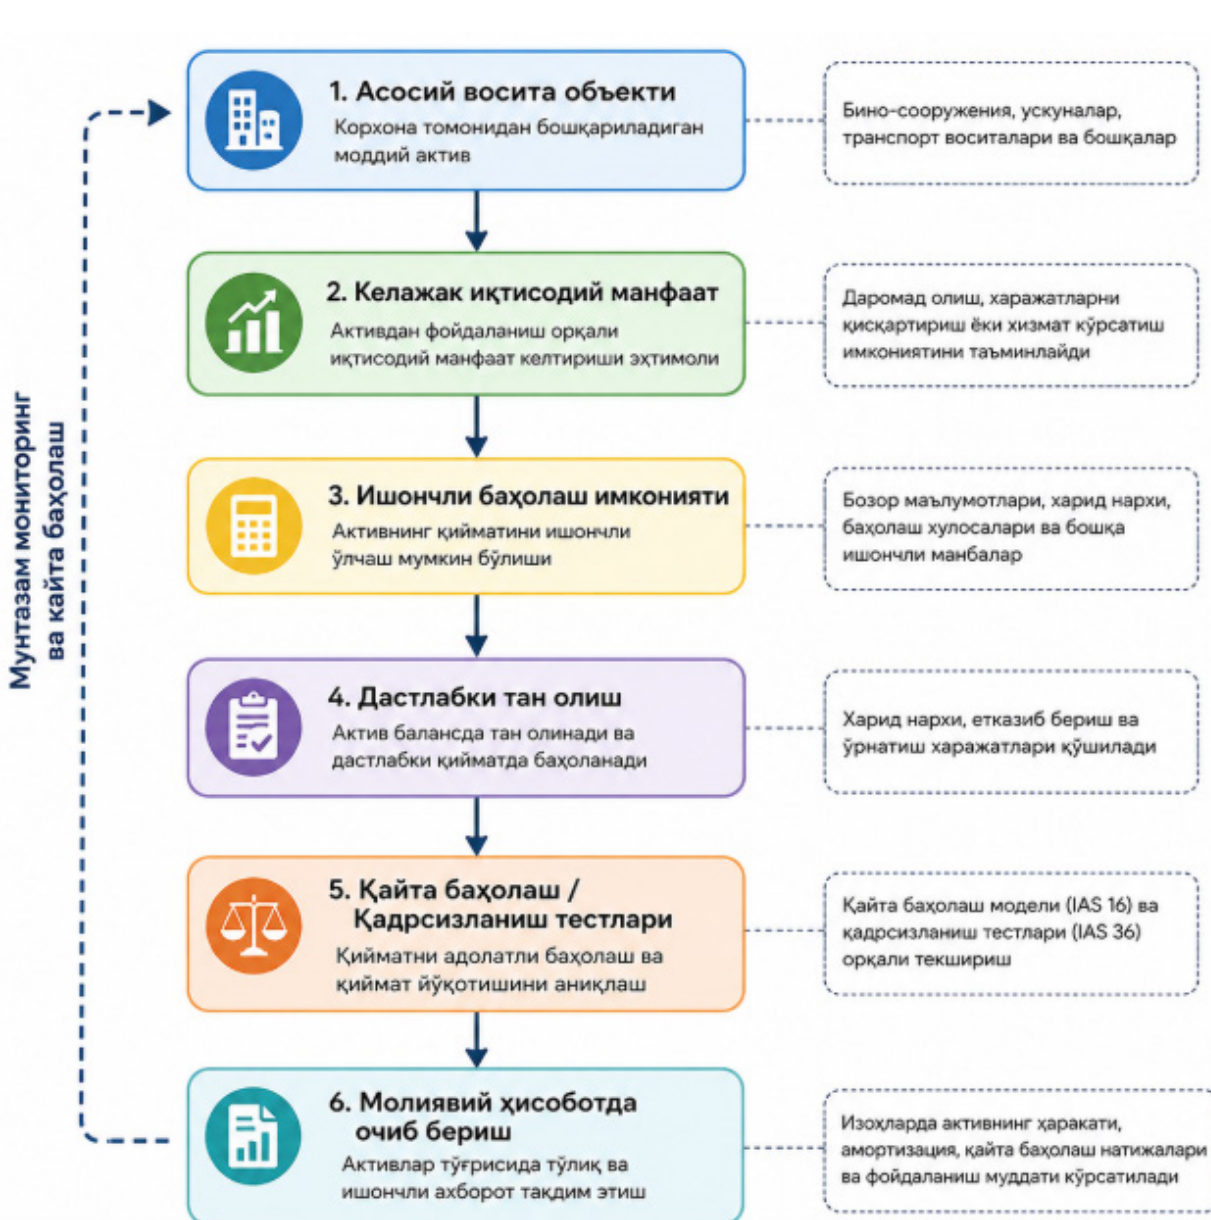 1. Асосий восита объекти
Корхона томонидан бошқариладиган
моддий актив
Бино-сооружения, ускуналар,
транспорт воситалари ва бошқалар
2. Келажак иқтисодий манфаат
Активдан фойдаланиш орқали
иқтисодий манфаат келтириши эҳтимоли
Даромад олиш, харажатларни
қисқартириш ёки хизмат кўрсатиш
имкониятини таъминлайди
3. Ишончли баҳолаш имконияти
Активнинг қийматини ишончли
ўлчаш мумкин бўлиши
Бозор маълумотлари, харид нархи,
баҳолаш хулосалари ва бошқа
ишончли манбалар
Мунтазам мониторинг
ва кайта баҳолаш
4. Дастлабки тан олиш
Актив балансда тан олинади ва
дастлабки қийматда баҳоланади
Харид нархи, етказиб бериш ва
ўрнатиш харажатлари қўшилади
5. Қайта баҳолаш /
Қадрсизланиш тестлари
Қийматни адолатли баҳолаш ва
қиймат йўқотишини аниқлаш
Қайта баҳолаш модели (IAS 16) ва
қадрсизланиш тестлари (IAS 36)
орқали текшириш
6. Молиявий ҳисоботда
очиб бериш
Активлар тўғрисида тўлиқ ва
ишончли ахборот тақдим этиш
Изоҳларда активнинг ҳаракати,
амортизация, қайта баҳолаш натижалари
ва фойдаланиш муддати кўрсатилади